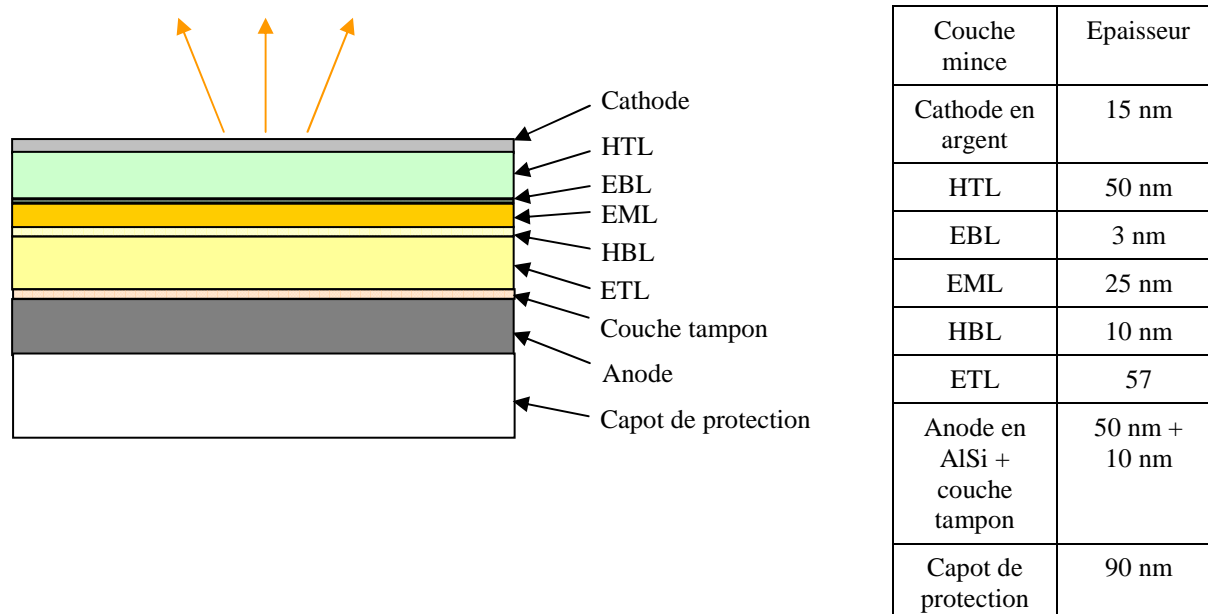 Cathode
HTL
EBL
EML
HBL
ETL
Couche tampon
Anode
Capot de protection
Couche mince Epaisseur
Cathode en argent 15 nm
HTL 50 nm
EBL 3 nm
EML 25 nm
HBL 10 nm
ETL 57
Anode en AlSi + couche tampon 50 nm + 10 nm
Capot de protection 90 nm